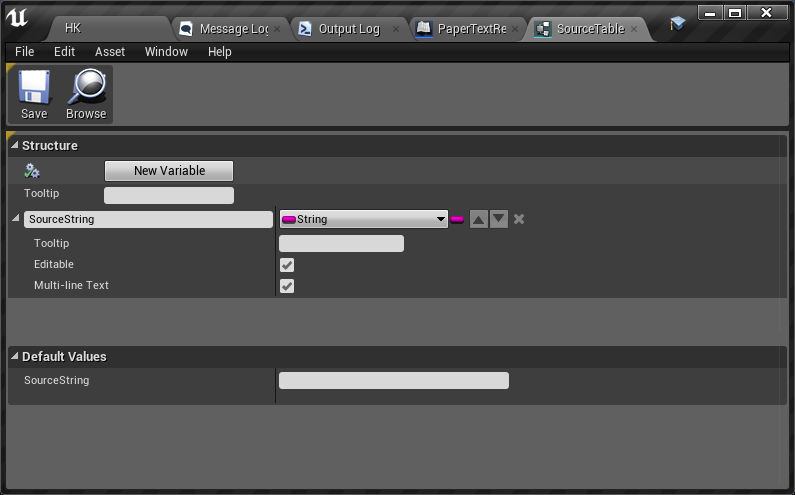 HK
Message Lo
Output Log
PaperTextRe
SourceTable
File Edit Asset Window Help
Save Browse
Structure
New Variable
Tooltip
SourceString String
Tooltip
Editable
Multi-line Text
Default Values
SourceString